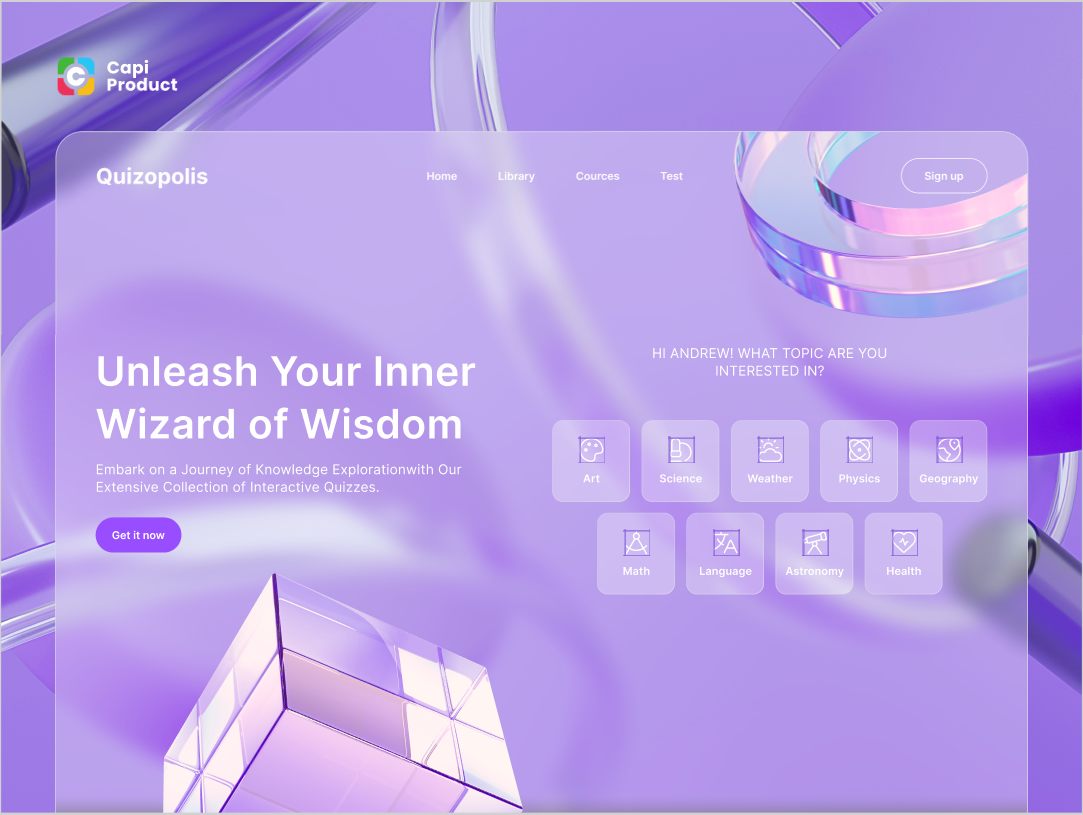 Capi
Product
Quizopolis
Home
Library
Cources
Test
Sign up
Unleash Your Inner
Wizard of Wisdom
Embark on a Journey of Knowledge Explorationwith Our
Extensive Collection of Interactive Quizzes.
Get it now
HI ANDREW! WHAT TOPIC ARE YOU
INTERESTED IN?
Art
Science
Weather
Physics
Geography
Math
Language
Astronomy
Health